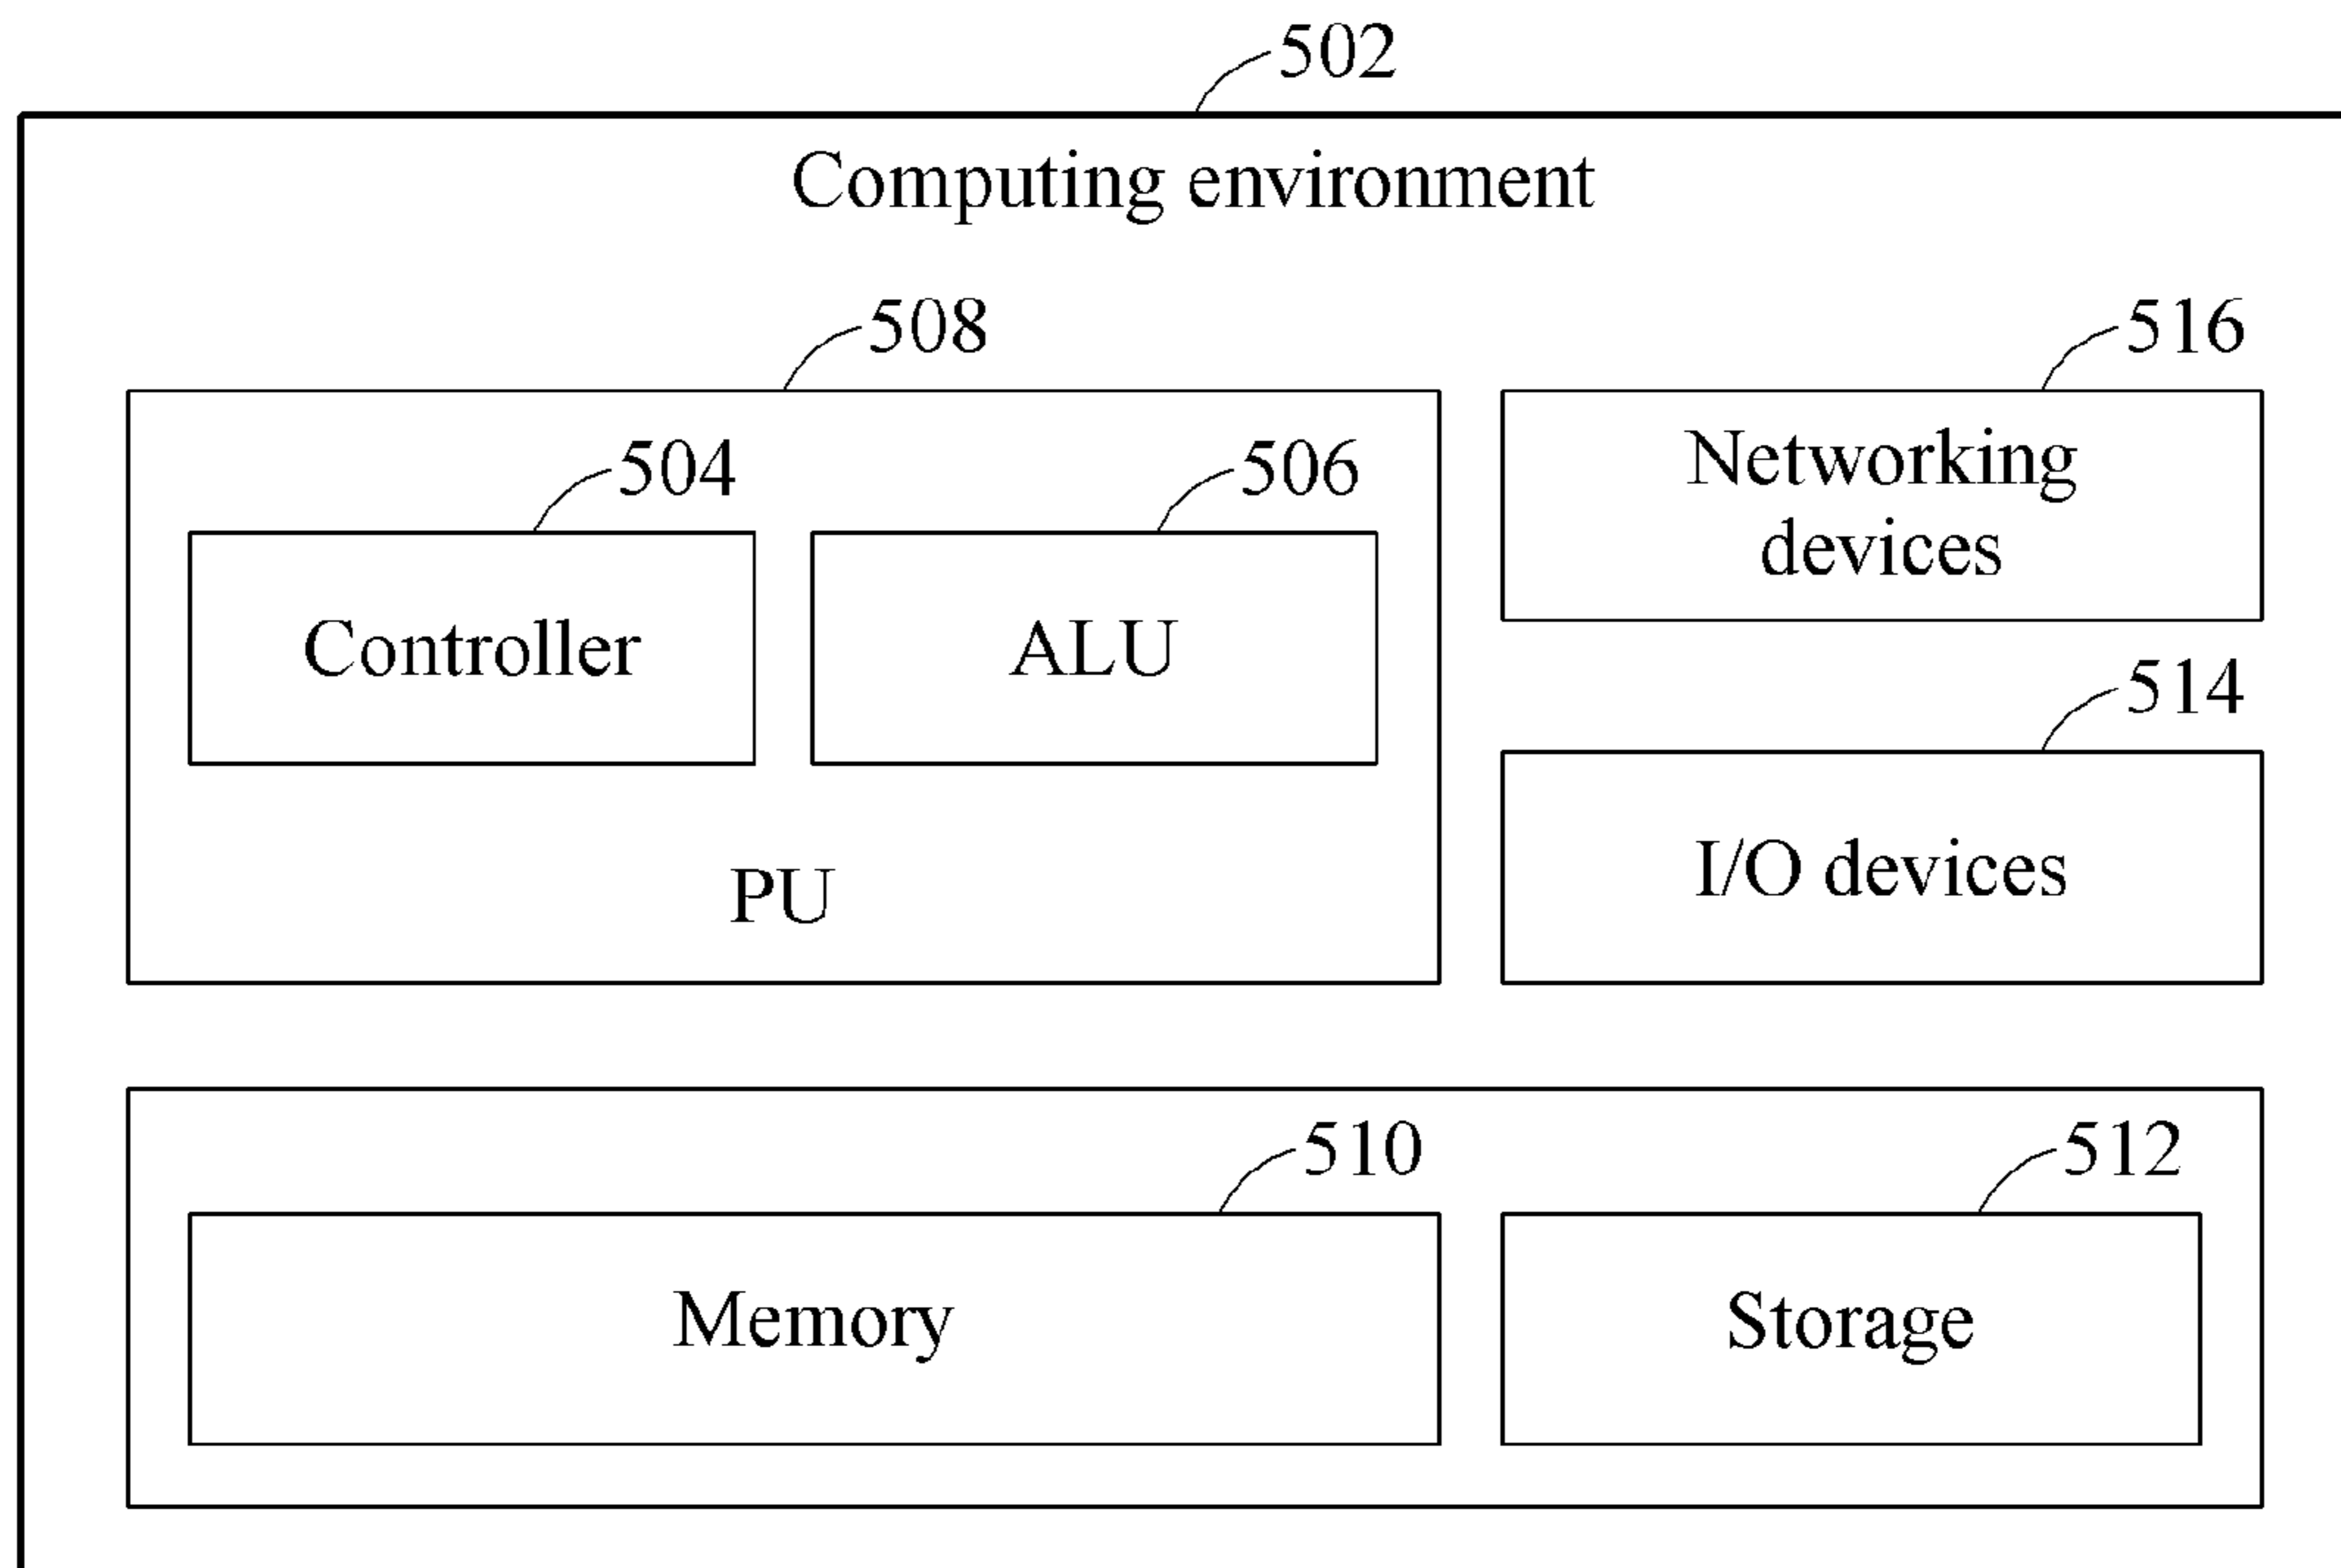 502
Computing environment
508
516
504
506
Networking
devices
Controller
ALU
514
I/O devices
PU
510
512
Memory
Storage